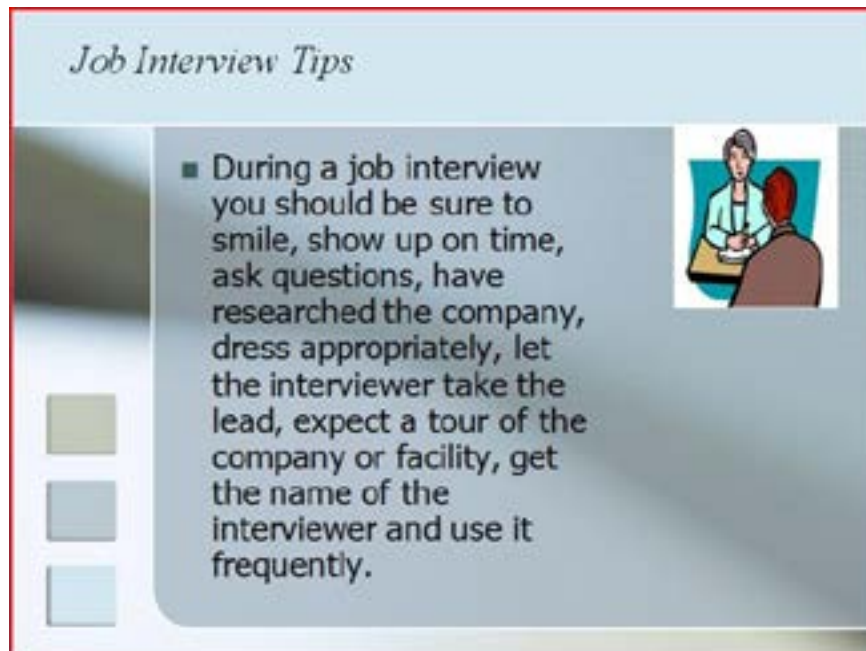 Job Interview Tips
During a job interview
you should be sure to
smile, show up on time,
ask questions, have
researched the company,
dress appropriately, let
the interviewer take the
lead, expect a tour of the
company or facility, get
the name of the
interviewer and use it
frequently.